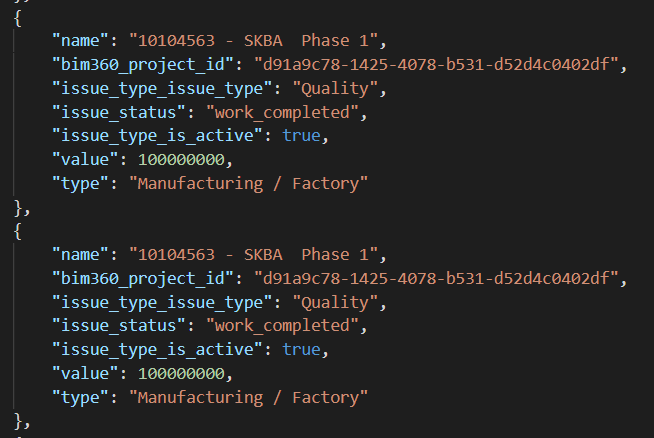 },
{
"name": "10104563 - SKBA  Phase 1",
"bim360_project_id": "d91a9c78-1425-4078-b531-d52d4c0402df",
"issue_type_issue_type": "Quality",
"issue_status": "work_completed",
"issue_type_is_active": true,
"value": 100000000,
"type": "Manufacturing / Factory"
},
{
"name": "10104563 - SKBA  Phase 1",
"bim360_project_id": "d91a9c78-1425-4078-b531-d52d4c0402df",
"issue_type_issue_type": "Quality",
"issue_status": "work_completed",
"issue_type_is_active": true,
"value": 100000000,
"type": "Manufacturing / Factory"
},